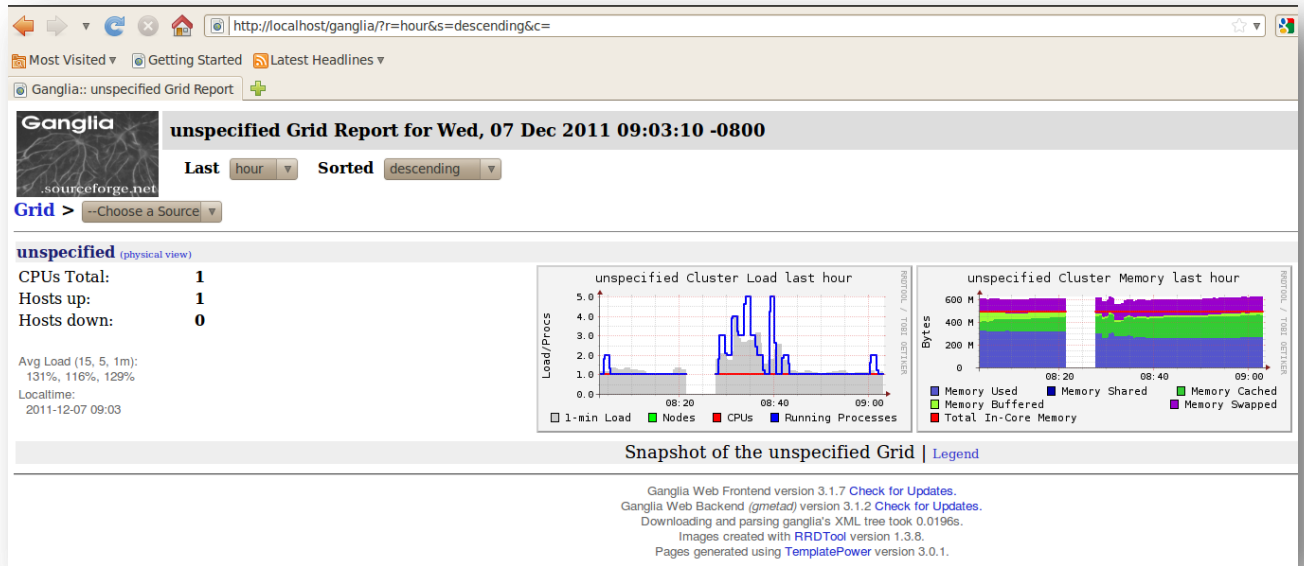 http://localhost/ganglia/?r=hour&s=descending&c=
Most Visited Getting Started Latest Headlines
Ganglia:: unspecified Grid Report
Ganglia
.sourceforge.net
unspecified Grid Report for Wed, 07 Dec 2011 09:03:10 -0800
Last hour Sorted descending
Grid > --Choose a Source
unspecified (physical view)
CPUs Total: 1
Hosts up: 1
Hosts down: 0
Avg Load (15, 5, 1m):
131%, 116%, 129%
Localtime:
2011-12-07 09:03
unspecified Cluster Load last hour
RRDTOOL / TOBI OETIKER
Load/Procs
5.0
4.0
3.0
2.0
1.0
0.0
08:20 08:40 09:00
1-min Load Nodes CPUs Running Processes
unspecified Cluster Memory last hour
RRDTOOL / TOBI OETIKER
Bytes
600 M
400 M
200 M
0
08:20 08:40 09:00
Memory Used Memory Shared Memory Cached
Memory Buffered Memory Swapped
Total In-Core Memory
Snapshot of the unspecified Grid | Legend
Ganglia Web Frontend version 3.1.7 Check for Updates.
Ganglia Web Backend (gmetad) version 3.1.2 Check for Updates.
Downloading and parsing ganglia's XML tree took 0.0196s.
Images created with RRDTool version 1.3.8.
Pages generated using TemplatePower version 3.0.1.